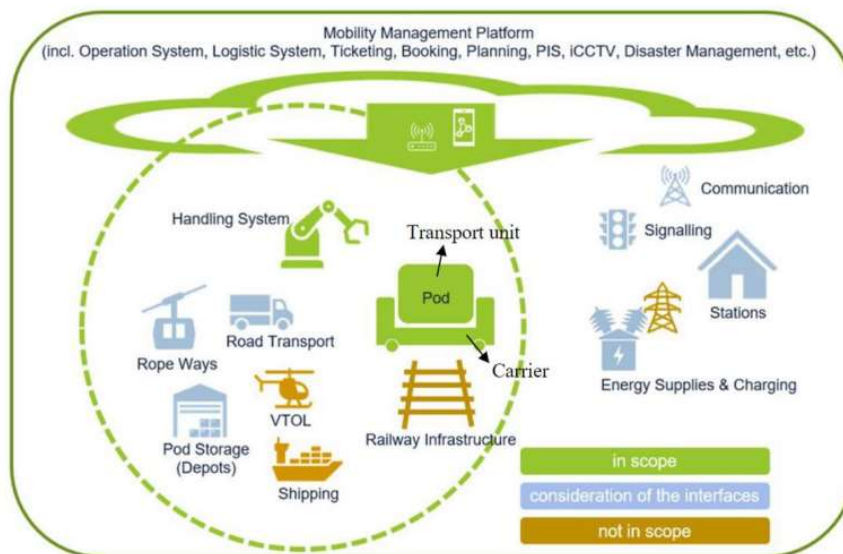 Mobility Management Platform
(incl. Operation System, Logistic System, Ticketing, Booking, Planning, PIS, iCCTV, Disaster Management, etc.)
Communication
Handling System
Transport unit
Signalling
Pod
Stations
Road Transport
Rope Ways
Carrier
Energy Supplies & Charging
VTOL
Railway Infrastructure
Pod Storage
(Depots)
Shipping
in scope
consideration of the interfaces
not in scope